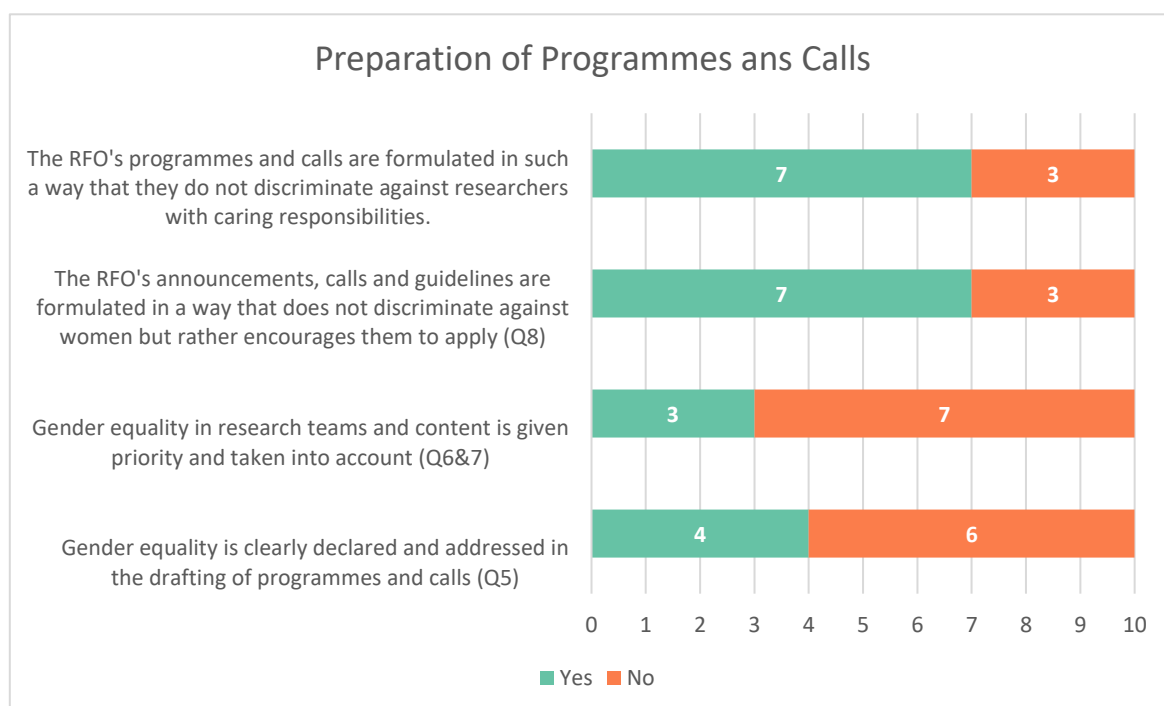 Preparation of Programmes ans Calls
The RFO's programmes and calls are formulated in such
a way that they do not discriminate against researchers
with caring responsibilities.
7 3
The RFO's announcements, calls and guidelines are
formulated in a way that does not discriminate against
women but rather encourages them to apply (Q8)
7 3
Gender equality in research teams and content is given
priority and taken into account (Q6&7)
3 7
Gender equality is clearly declared and addressed in
the drafting of programmes and calls (Q5)
4 6
0 1 2 3 4 5 6 7 8 9 10
Yes No